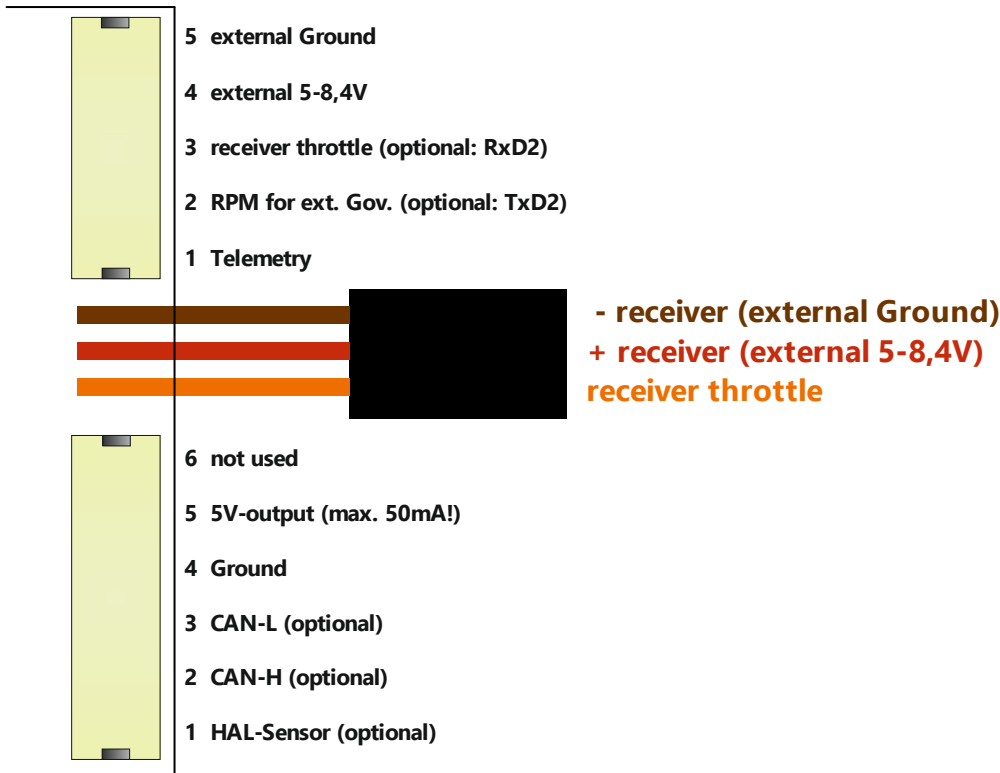 5 external Ground
4 external 5-8,4V
3 receiver throttle (optional: RxD2)
2 RPM for ext. Gov. (optional: TxD2)
1 Telemetry
- receiver (external Ground)
+ receiver (external 5-8,4V)
receiver throttle
6 not used
5 5V-output (max. 50mA!)
4 Ground
3 CAN-L (optional)
2 CAN-H (optional)
1 HAL-Sensor (optional)